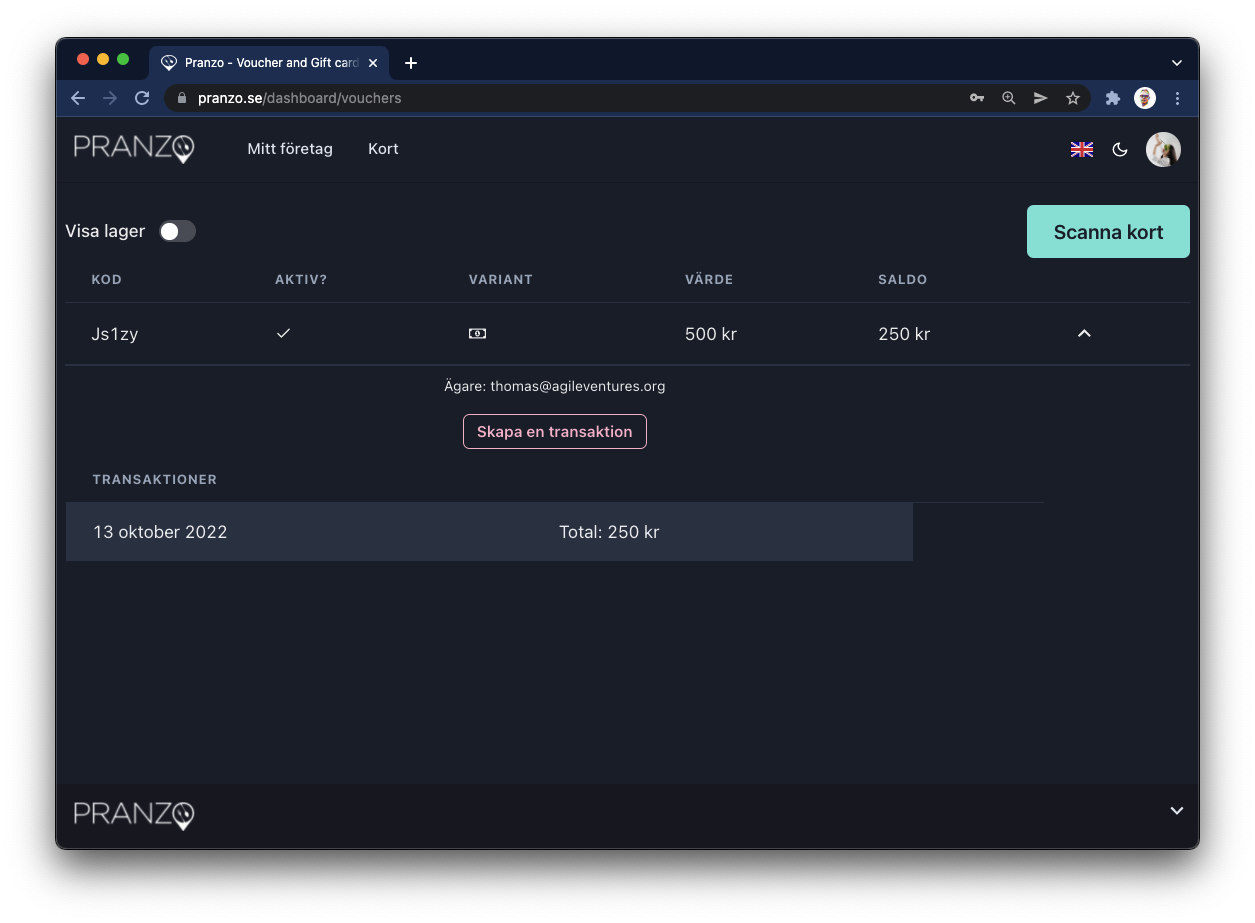 Pranzo - Voucher and Gift card
pranzo.se/dashboard/vouchers
PRANZO
Mitt företag
Kort
Visa lager
Scanna kort
KOD AKTIV? VARIANT VÄRDE SALDO
Js1zy 500 kr 250 kr
Ägare: thomas@agileventures.org
Skapa en transaktion
TRANSAKTIONER
13 oktober 2022 Total: 250 kr
PRANZO